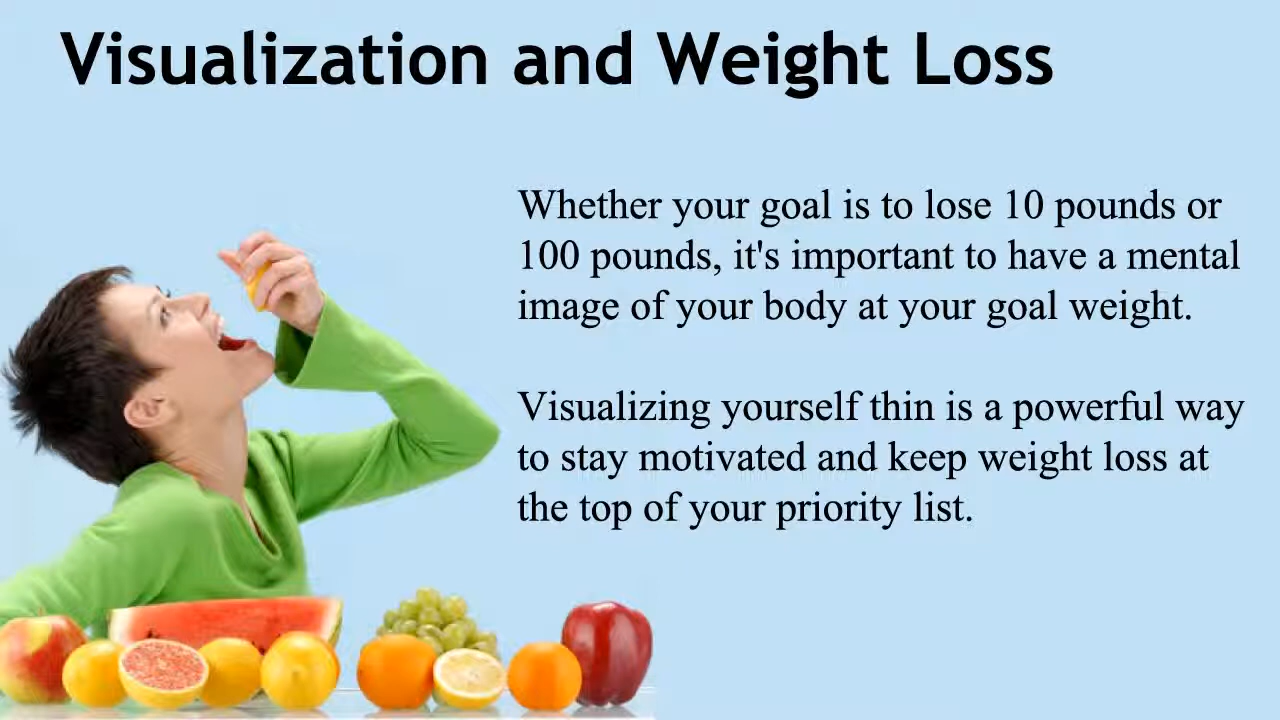 Visualization and Weight Loss
Whether your goal is to lose 10 pounds or
100 pounds, it's important to have a mental
image of your body at your goal weight.
Visualizing yourself thin is a powerful way
to stay motivated and keep weight loss at
the top of your priority list.